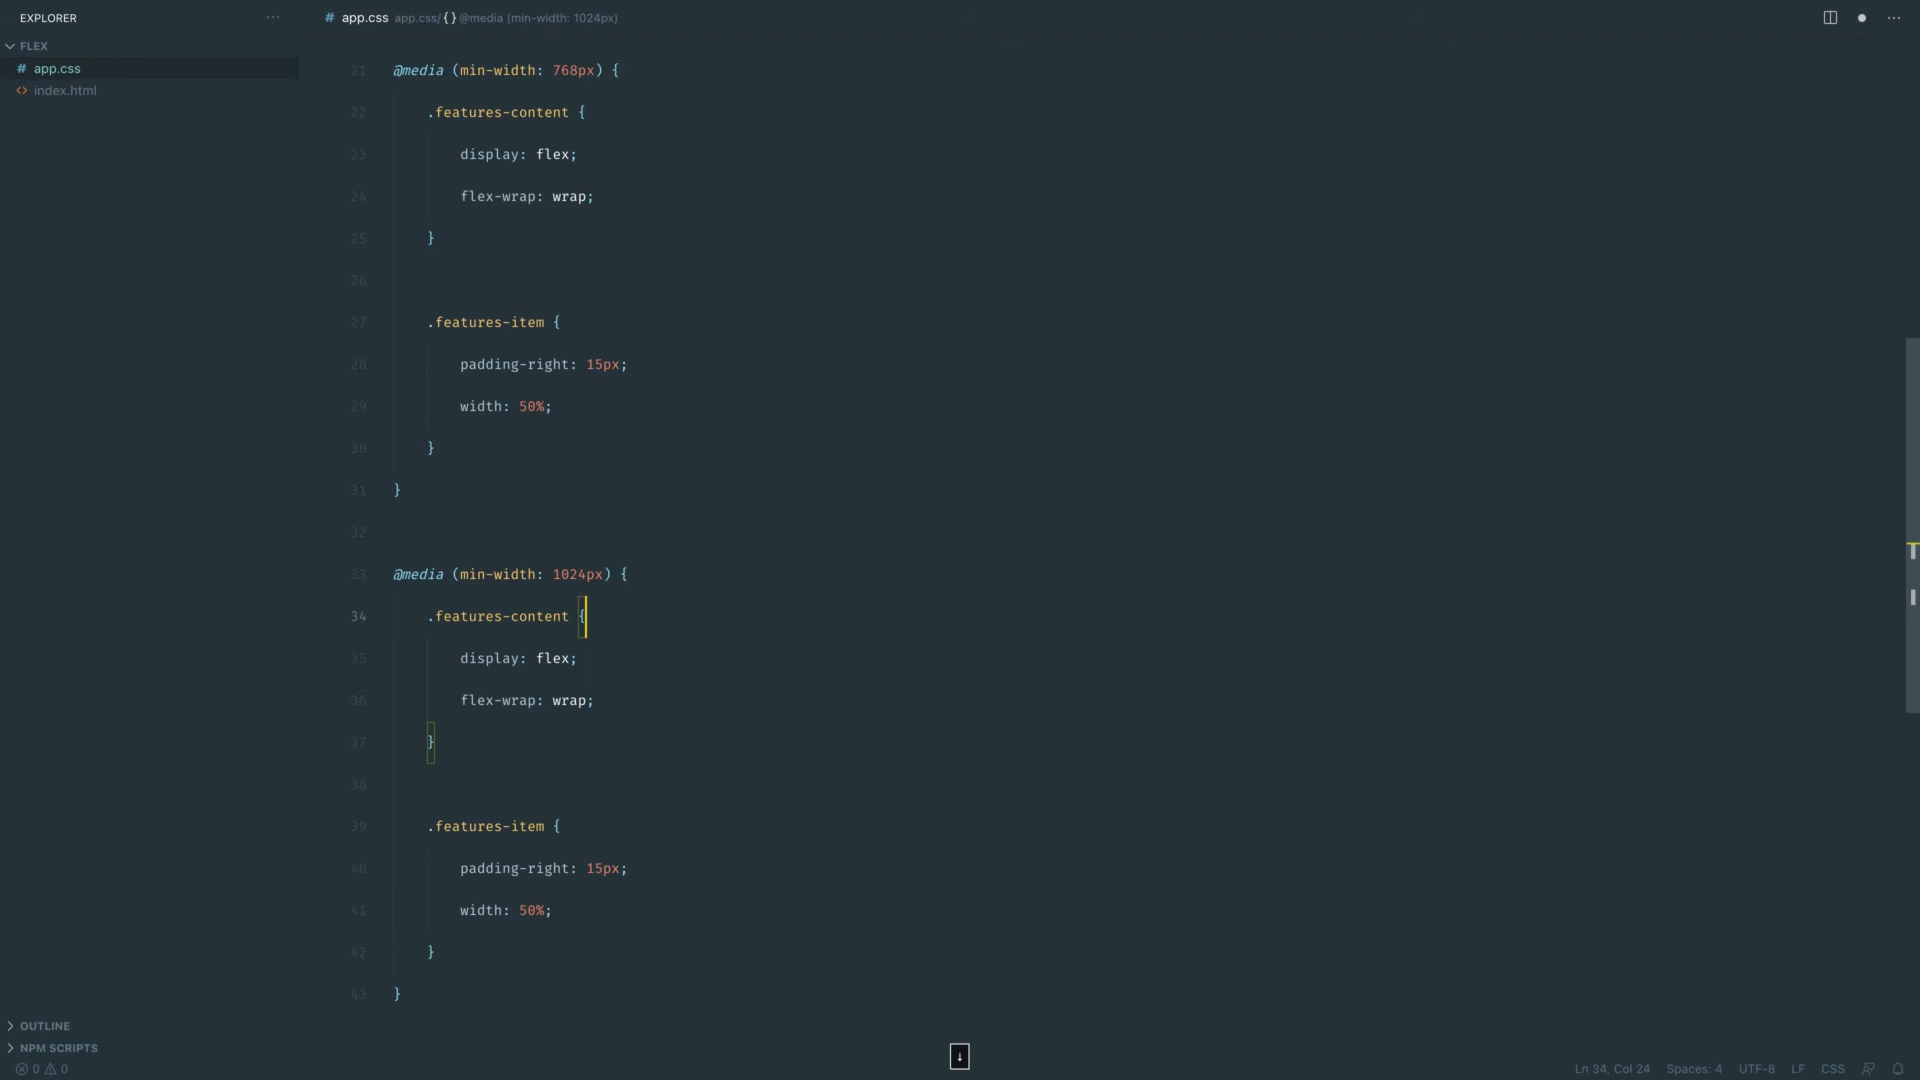 EXPLORER
FLEX
# app.css
<> index.html
OUTLINE
NPM SCRIPTS
0 0
# app.css app.css/{} @media (min-width: 1024px)
21 @media (min-width: 768px) {
22 .features-content {
23 display: flex;
24 flex-wrap: wrap;
25 }
26
27 .features-item {
28 padding-right: 15px;
29 width: 50%;
30 }
31 }
32
33 @media (min-width: 1024px) {
34 .features-content {
35 display: flex;
36 flex-wrap: wrap;
37 }
38
39 .features-item {
40 padding-right: 15px;
41 width: 50%;
42 }
43 }
↓
Ln 34, Col 24 Spaces: 4 UTF-8 LF CSS